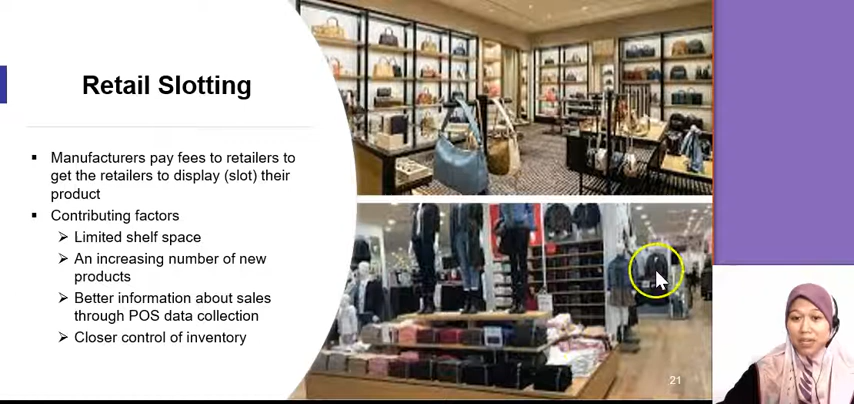 Retail Slotting
▪ Manufacturers pay fees to retailers to
get the retailers to display (slot) their
product
▪ Contributing factors
➢ Limited shelf space
➢ An increasing number of new
products
➢ Better information about sales
through POS data collection
➢ Closer control of inventory
21